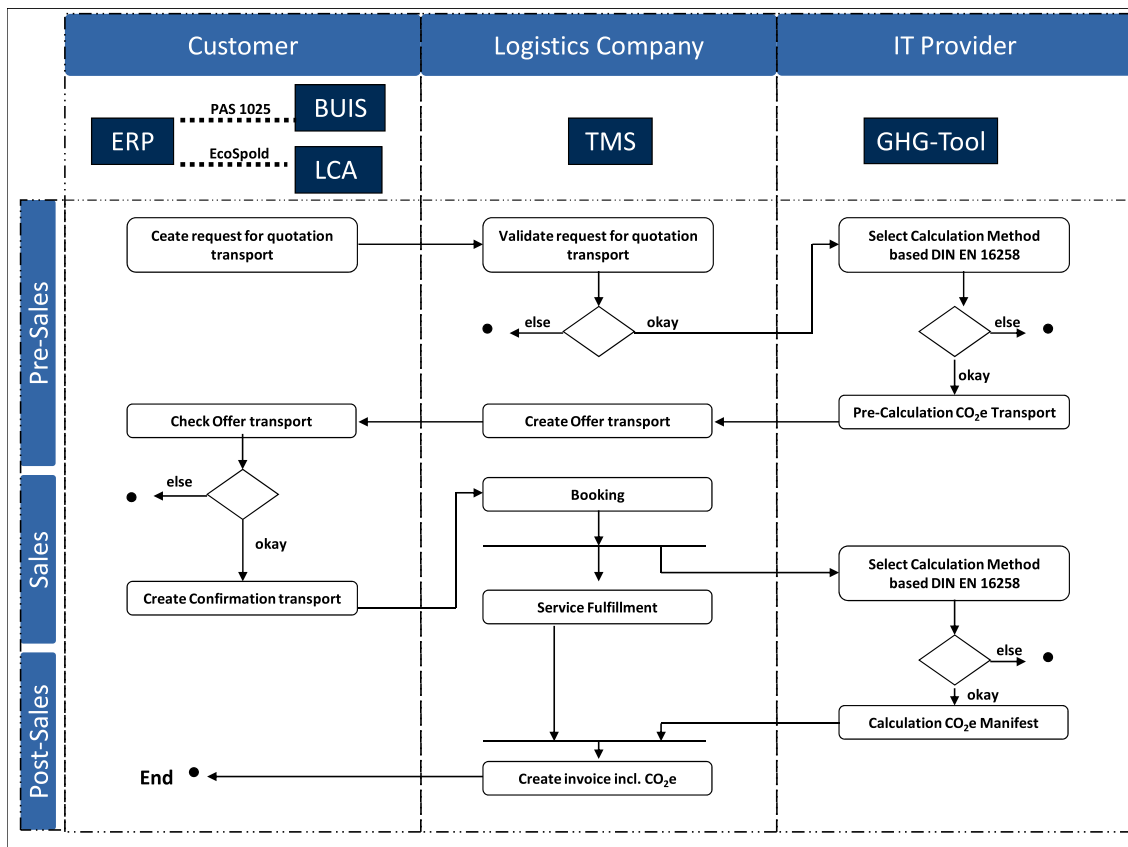 Customer
Logistics Company
IT Provider
ERP
PAS 1025
EcoSpold
BUIS
LCA
TMS
GHG-Tool
Pre-Sales
Ceate request for quotation
transport
Validate request for quotation
transport
Select Calculation Method
based DIN EN 16258
else
okay
else
okay
Check Offer transport
Create Offer transport
Pre-Calculation CO₂e Transport
Sales
else
okay
Booking
Create Confirmation transport
Service Fulfillment
Select Calculation Method
based DIN EN 16258
else
okay
Post-Sales
Calculation CO₂e Manifest
End
Create invoice incl. CO₂e